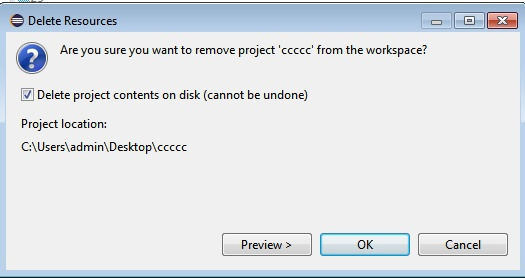 Delete Resources
Are you sure you want to remove project 'ccccc' from the workspace?
Delete project contents on disk (cannot be undone)
Project location:
C:\Users\admin\Desktop\ccccc
Preview >
OK
Cancel